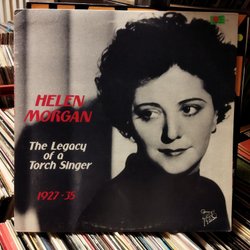 HELEN
MORGAN
The Legacy
of a
Torch Singer
1927-35